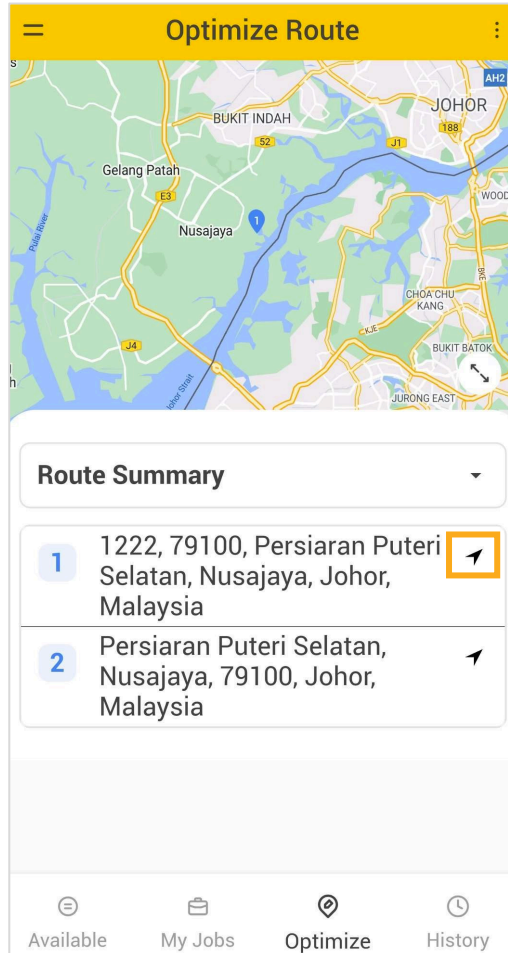 Optimize Route
s
AH2
JOHOR
BUKIT INDAH
188
52
J1
Gelang Patah
E3
WOOD
1
Nusajaya
Pulai River
BKE
CHOA CHU
KANG
KJE
J4
BUKIT BATOK
h
Johor Strait
JURONG EAST
Route Summary
1
1222, 79100, Persiaran Puteri
Selatan, Nusajaya, Johor,
Malaysia
2
Persiaran Puteri Selatan,
Nusajaya, 79100, Johor,
Malaysia
Available
My Jobs
Optimize
History